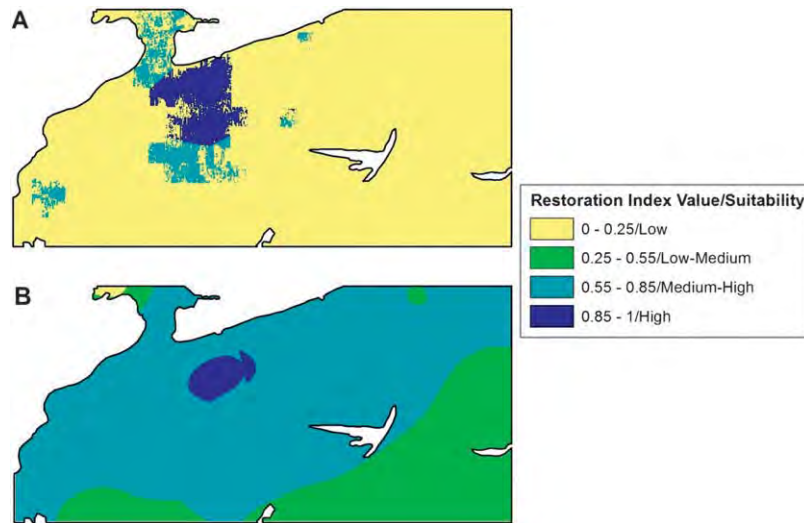 A
B
Restoration Index Value/Suitability
0 - 0.25/Low
0.25 - 0.55/Low-Medium
0.55 - 0.85/Medium-High
0.85 - 1/High